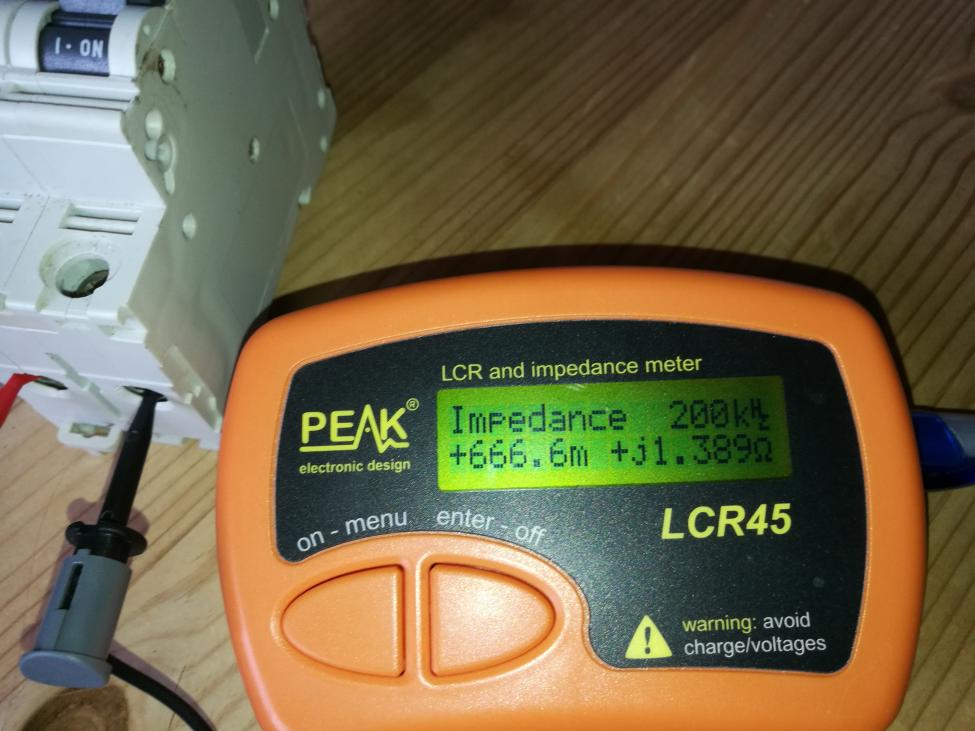 I · ON
LCR and impedance meter
PEAK®
electronic design
Impedance 200kHz
+666.6m +j1.389Ω
on - menu enter - off
LCR45
warning: avoid
charge/voltages